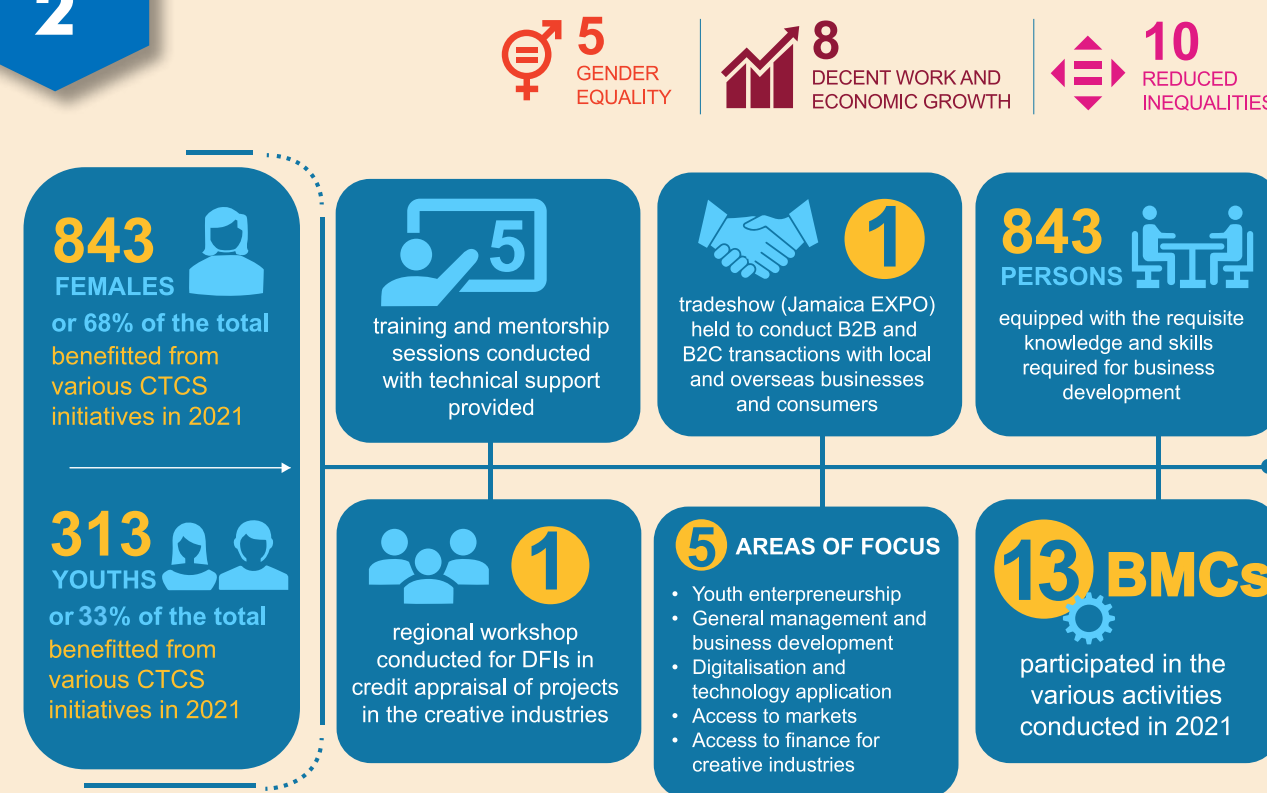 2
5
GENDER
EQUALITY
8
DECENT WORK AND
ECONOMIC GROWTH
10
REDUCED
INEQUALITIES
843
FEMALES
or 68% of the total
benefitted from
various CTCS
initiatives in 2021
313
YOUTHS
or 33% of the total
benefitted from
various CTCS
initiatives in 2021
5
training and mentorship
sessions conducted
with technical support
provided
1
tradeshow (Jamaica EXPO)
held to conduct B2B and
B2C transactions with local
and overseas businesses
and consumers
843
PERSONS
equipped with the requisite
knowledge and skills
required for business
development
1
regional workshop
conducted for DFIs in
credit appraisal of projects
in the creative industries
5 AREAS OF FOCUS
• Youth enterpreneurship
• General management and
business development
• Digitalisation and
technology application
• Access to markets
• Access to finance for
creative industries
13 BMCs
participated in the
various activities
conducted in 2021